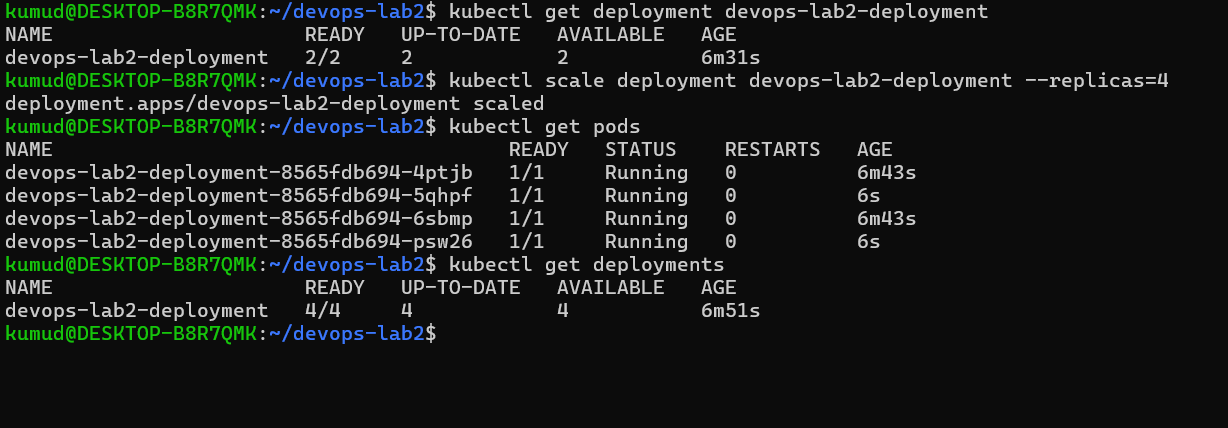 kumud@DESKTOP-B8R7QMK:~/devops-lab2$ kubectl get deployment devops-lab2-deployment
NAME                     READY   UP-TO-DATE   AVAILABLE   AGE
devops-lab2-deployment   2/2     2            2           6m31s
kumud@DESKTOP-B8R7QMK:~/devops-lab2$ kubectl scale deployment devops-lab2-deployment --replicas=4
deployment.apps/devops-lab2-deployment scaled
kumud@DESKTOP-B8R7QMK:~/devops-lab2$ kubectl get pods
NAME                                      READY   STATUS    RESTARTS   AGE
devops-lab2-deployment-8565fdb694-4ptjb   1/1     Running   0          6m43s
devops-lab2-deployment-8565fdb694-5qhpf   1/1     Running   0          6s
devops-lab2-deployment-8565fdb694-6sbmp   1/1     Running   0          6m43s
devops-lab2-deployment-8565fdb694-psw26   1/1     Running   0          6s
kumud@DESKTOP-B8R7QMK:~/devops-lab2$ kubectl get deployments
NAME                     READY   UP-TO-DATE   AVAILABLE   AGE
devops-lab2-deployment   4/4     4            4           6m51s
kumud@DESKTOP-B8R7QMK:~/devops-lab2$